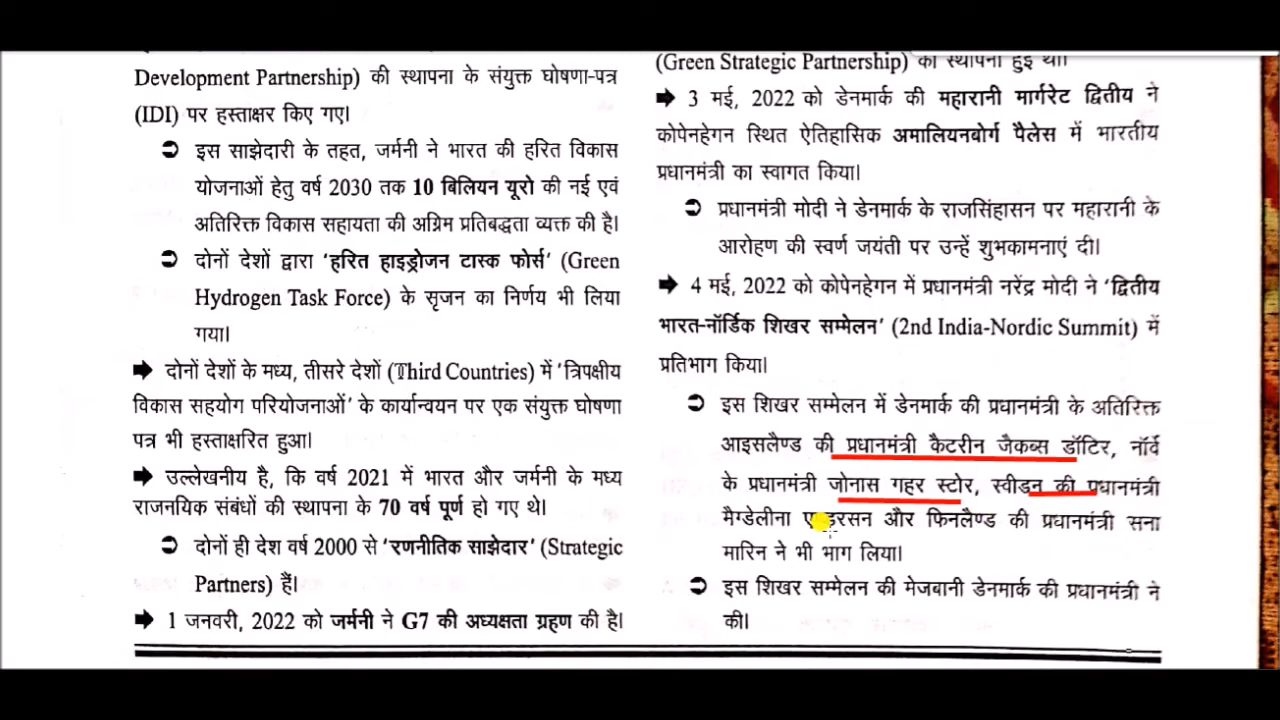 Development Partnership) की स्थापना के संयुक्त घोषणा-पत्र
(IDI) पर हस्ताक्षर किए गए।
इस साझेदारी के तहत, जर्मनी ने भारत की हरित विकास
योजनाओं हेतु वर्ष 2030 तक 10 बिलियन यूरो की नई एवं
अतिरिक्त विकास सहायता की अग्रिम प्रतिबद्धता व्यक्त की है।
दोनों देशों द्वारा 'हरित हाइड्रोजन टास्क फोर्स' (Green
Hydrogen Task Force) के सृजन का निर्णय भी लिया
गया।
दोनों देशों के मध्य, तीसरे देशों (Third Countries) में 'त्रिपक्षीय
विकास सहयोग परियोजनाओं' के कार्यान्वयन पर एक संयुक्त घोषणा
पत्र भी हस्ताक्षरित हुआ।
उल्लेखनीय है, कि वर्ष 2021 में भारत और जर्मनी के मध्य
राजनयिक संबंधों की स्थापना के 70 वर्ष पूर्ण हो गए थे।
दोनों ही देश वर्ष 2000 से 'रणनीतिक साझेदार' (Strategic
Partners) हैं।
1 जनवरी, 2022 को जर्मनी ने G7 की अध्यक्षता ग्रहण की है।
(Green Strategic Partnership) की स्थापना हुई थी।
3 मई, 2022 को डेनमार्क की महारानी मार्गरेट द्वितीय ने
कोपेनहेगन स्थित ऐतिहासिक अमालियनबोर्ग पैलेस में भारतीय
प्रधानमंत्री का स्वागत किया।
प्रधानमंत्री मोदी ने डेनमार्क के राजसिंहासन पर महारानी के
आरोहण की स्वर्ण जयंती पर उन्हें शुभकामनाएं दी।
4 मई, 2022 को कोपेनहेगन में प्रधानमंत्री नरेंद्र मोदी ने 'द्वितीय
भारत-नॉर्डिक शिखर सम्मेलन' (2nd India-Nordic Summit) में
प्रतिभाग किया।
इस शिखर सम्मेलन में डेनमार्क की प्रधानमंत्री के अतिरिक्त
आइसलैण्ड की प्रधानमंत्री कैटरीन जैकब्स डॉटिर, नॉर्वे
के प्रधानमंत्री जोनास गहर स्टोर, स्वीडन की प्रधानमंत्री
मैग्डेलीना और फिनलैण्ड की प्रधानमंत्री सना
मारिन ने भी भाग लिया।
इस शिखर सम्मेलन की मेजबानी डेनमार्क की प्रधानमंत्री ने
की।